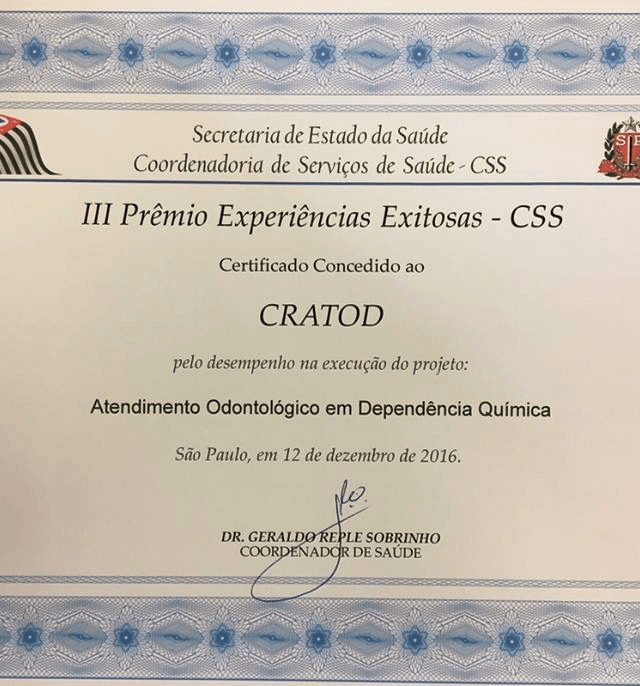 Secretaria de Estado da Saúde
Coordenadoria de Serviços de Saúde - CSS
III Prêmio Experiências Exitosas - CSS
Certificado Concedido ao
CRATOD
pelo desempenho na execução do projeto:
Atendimento Odontológico em Dependência Química
São Paulo, em 12 de dezembro de 2016.
DR. GERALDO REPLE SOBRINHO
COORDENADOR DE SAÚDE